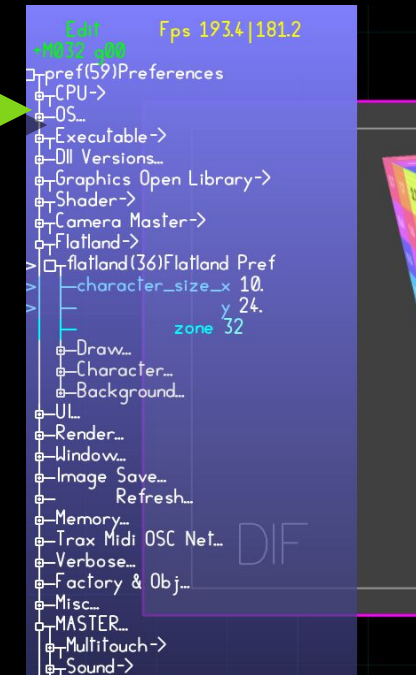 Edit
Fps 193.4|181.2
+M032 g00
pref(59)Preferences
CPU->
OS...
Executable->
Dll Versions...
Graphics Open Library->
Shader->
Camera Master->
Flatland->
flatland(36)Flatland Pref
character_size_x 10.
y 24.
zone 32
Draw...
Character...
Background...
UI...
Render...
Window...
Image Save...
Refresh...
Memory...
Trax Midi OSC Net...
Verbose...
Factory & Obj...
Misc...
MASTER...
Multitouch->
Sound->
DIF